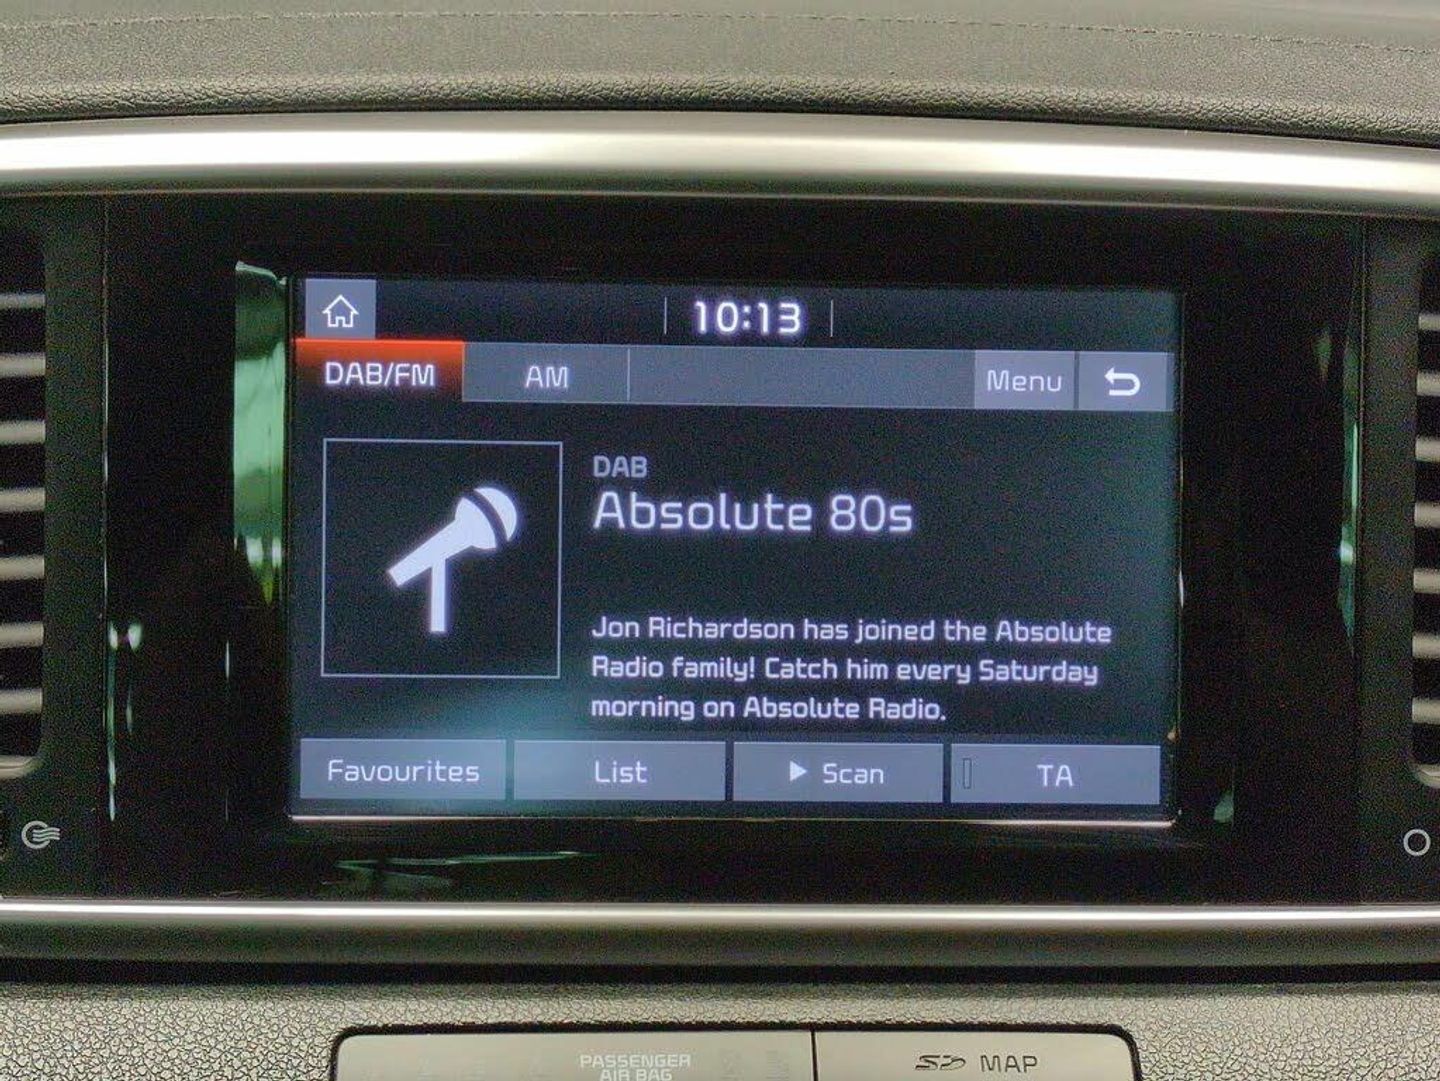 10:13
DAB/FM AM Menu
DAB
Absolute 80s
Jon Richardson has joined the Absolute
Radio family! Catch him every Saturday
morning on Absolute Radio.
Favourites List Scan TA
PASSENGER
AIR BAG
SD MAP